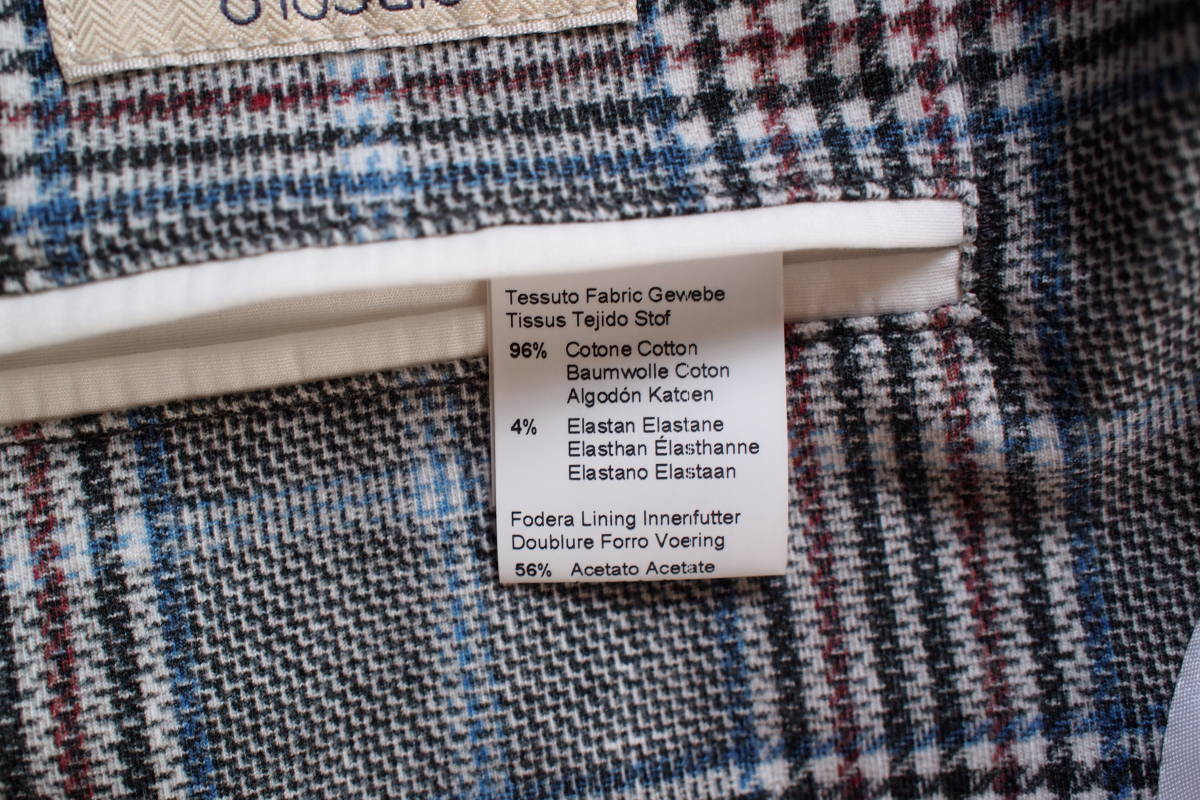 Tessuto Fabric Gewebe
Tissus Tejido Stof
96% Cotone Cotton
Baumwolle Coton
Algodón Katoen
4% Elastan Elastane
Elasthan Élasthanne
Elastano Elastaan
Fodera Lining Innenfutter
Doublure Forro Voering
56% Acetato Acetate